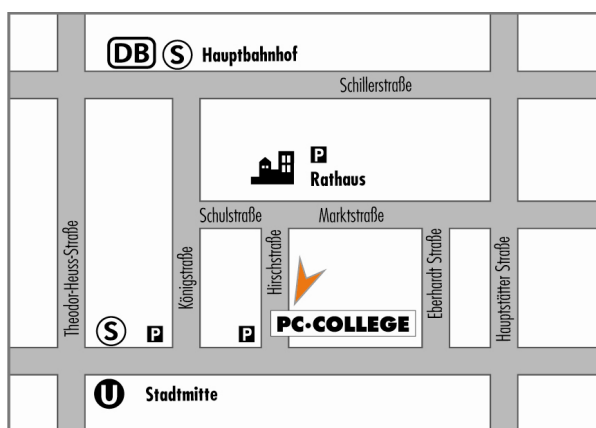 DB S Hauptbahnhof
Schillerstraße
P
Rathaus
Schulstraße Marktstraße
Theodor-Heuss-Straße
Königstraße
Hirschstraße
Eberhardt Straße
Hauptstätter Straße
PC·COLLEGE
S P P
U Stadtmitte